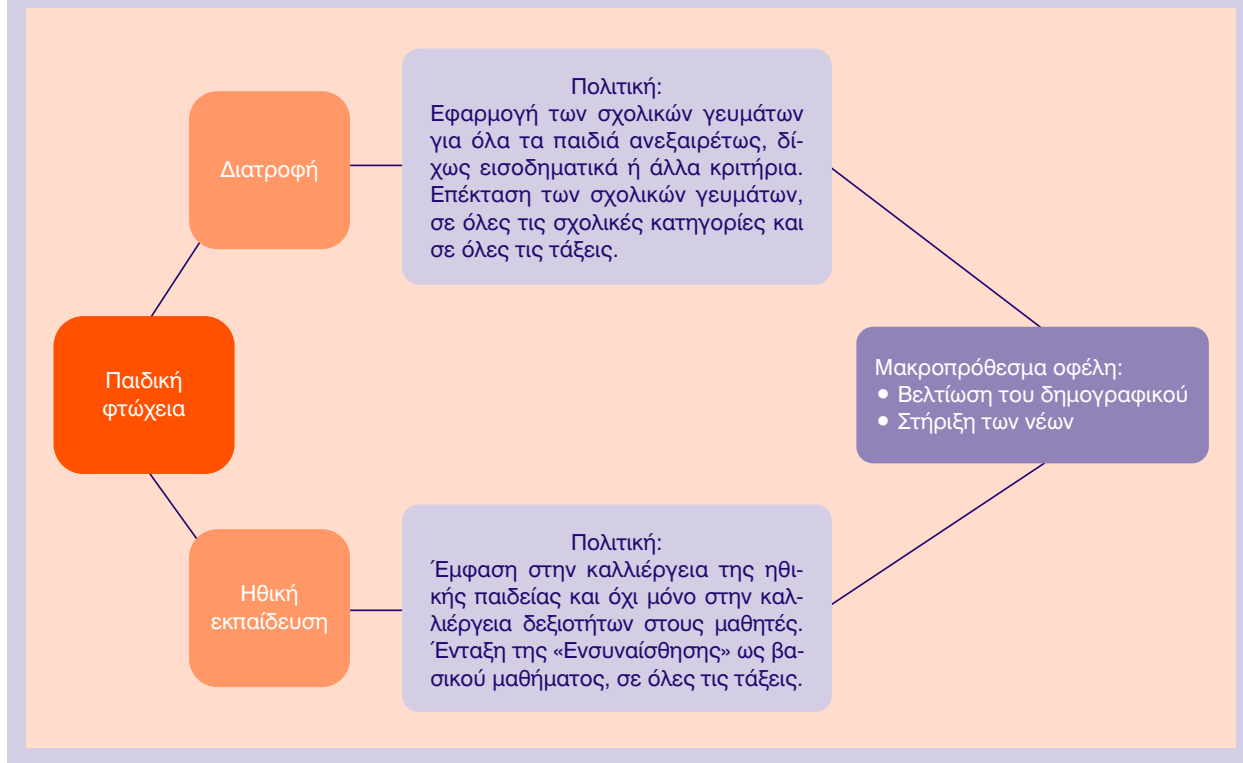 Διατροφή
Πολιτική:
Εφαρμογή των σχολικών γευμάτων
για όλα τα παιδιά ανεξαιρέτως, δί-
χως εισοδηματικά ή άλλα κριτήρια.
Επέκταση των σχολικών γευμάτων,
σε όλες τις σχολικές κατηγορίες και
σε όλες τις τάξεις.
Παιδική
φτώχεια
Μακροπρόθεσμα οφέλη:
• Βελτίωση του δημογραφικού
• Στήριξη των νέων
Ηθική
εκπαίδευση
Πολιτική:
Έμφαση στην καλλιέργεια της ηθι-
κής παιδείας και όχι μόνο στην καλ-
λιέργεια δεξιοτήτων στους μαθητές.
Ένταξη της «Ενσυναίσθησης» ως βα-
σικού μαθήματος, σε όλες τις τάξεις.